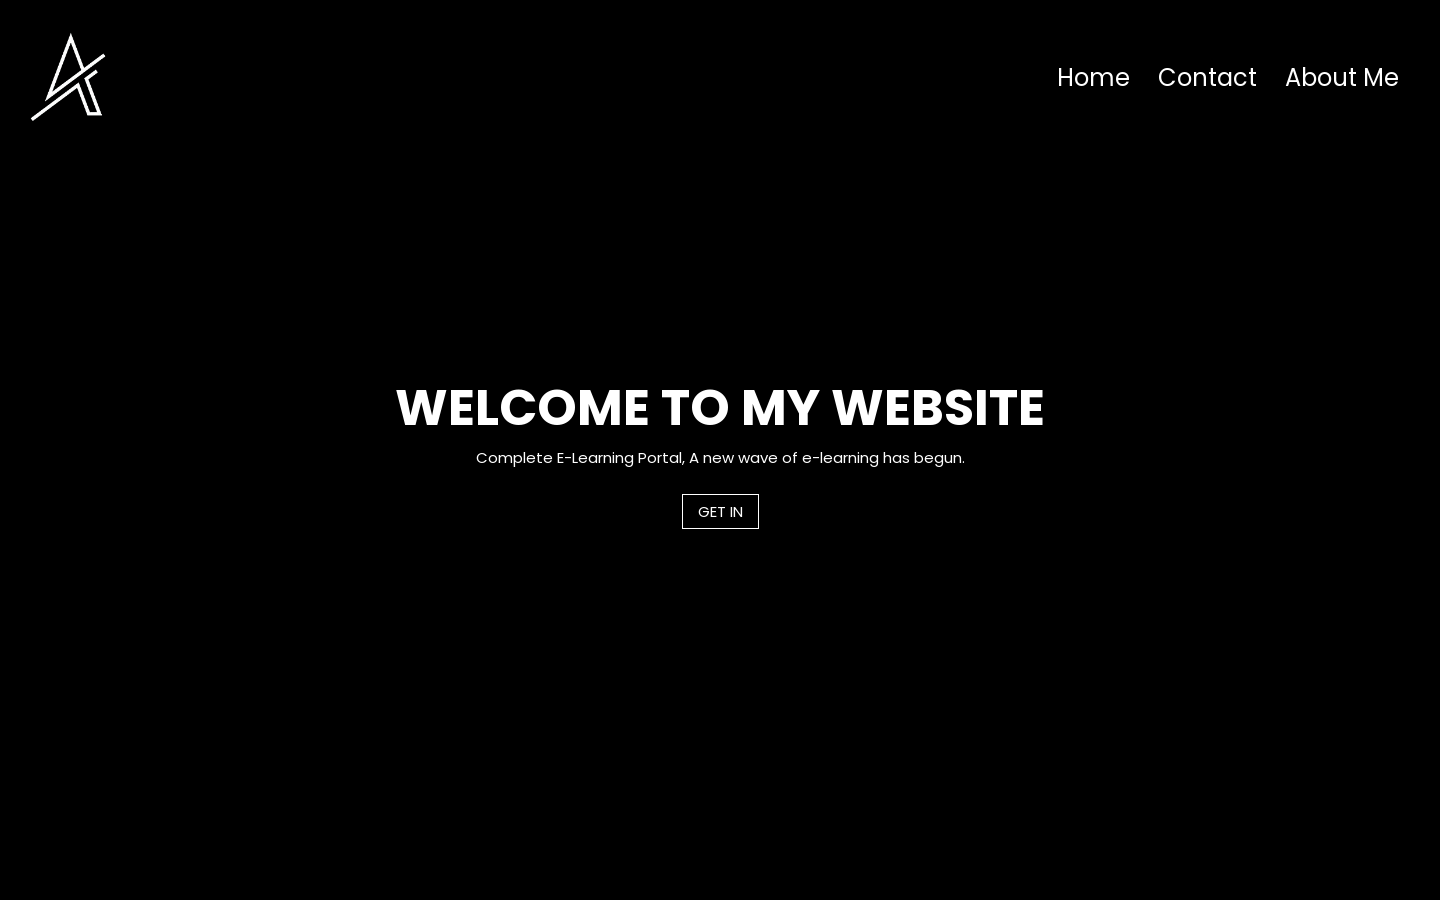 Home Contact About Me
WELCOME TO MY WEBSITE
Complete E-Learning Portal, A new wave of e-learning has begun.
GET IN